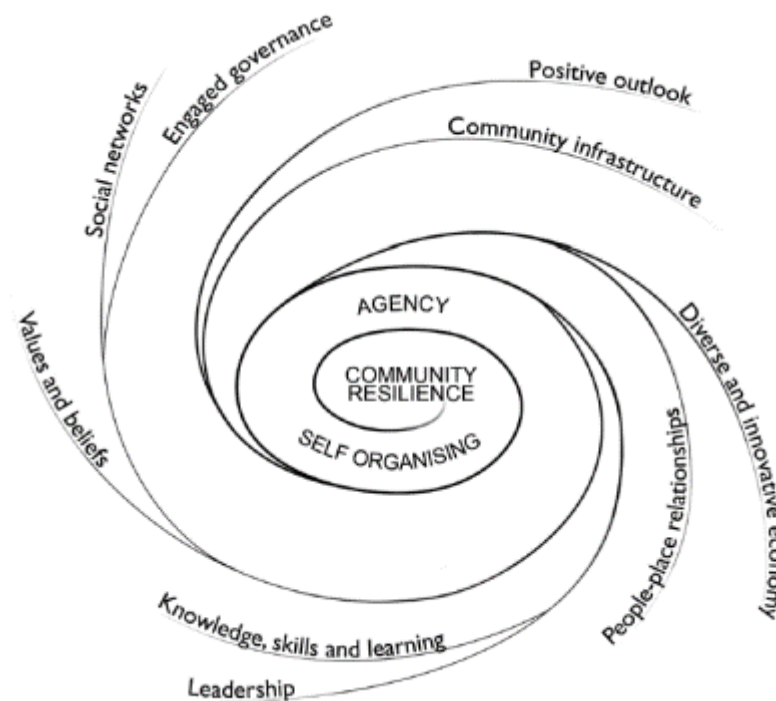 Engaged governance
Social networks
Positive outlook
Community infrastructure
AGENCY
COMMUNITY
RESILIENCE
SELF ORGANISING
Values and beliefs
Diverse and innovative economy
People-place relationships
Knowledge, skills and learning
Leadership